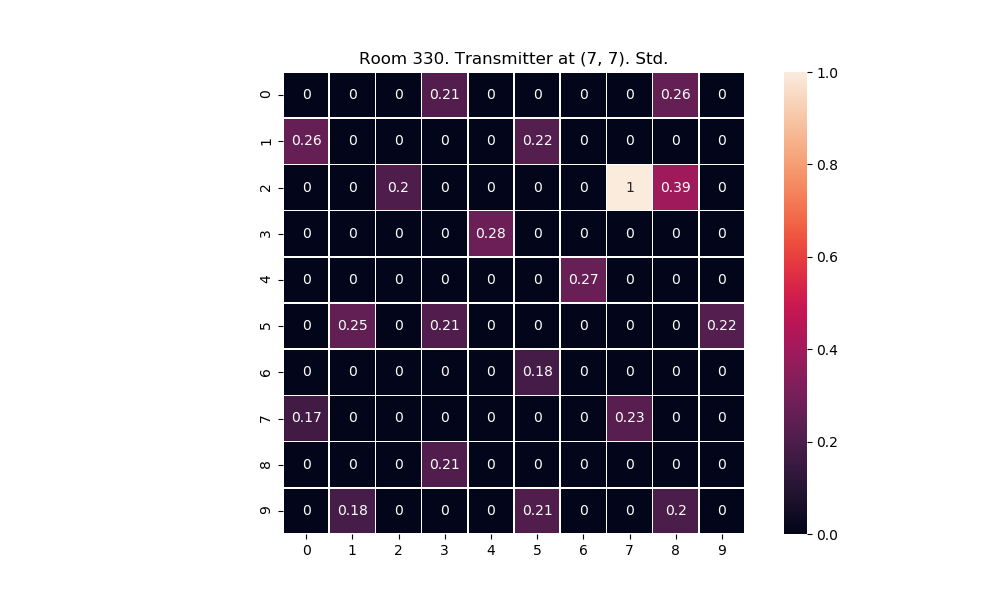 Room 330. Transmitter at (7, 7). Std.
0 0 0 0 0.21 0 0 0 0 0.26 0
1 0.26 0 0 0 0 0.22 0 0 0 0
2 0 0 0.2 0 0 0 0 1 0.39 0
3 0 0 0 0 0.28 0 0 0 0 0
4 0 0 0 0 0 0 0.27 0 0 0
5 0 0.25 0 0.21 0 0 0 0 0 0.22
6 0 0 0 0 0 0.18 0 0 0 0
7 0.17 0 0 0 0 0 0 0.23 0 0
8 0 0 0 0.21 0 0 0 0 0 0
9 0 0.18 0 0 0 0.21 0 0 0.2 0
0 1 2 3 4 5 6 7 8 9
1.0
0.8
0.6
0.4
0.2
0.0